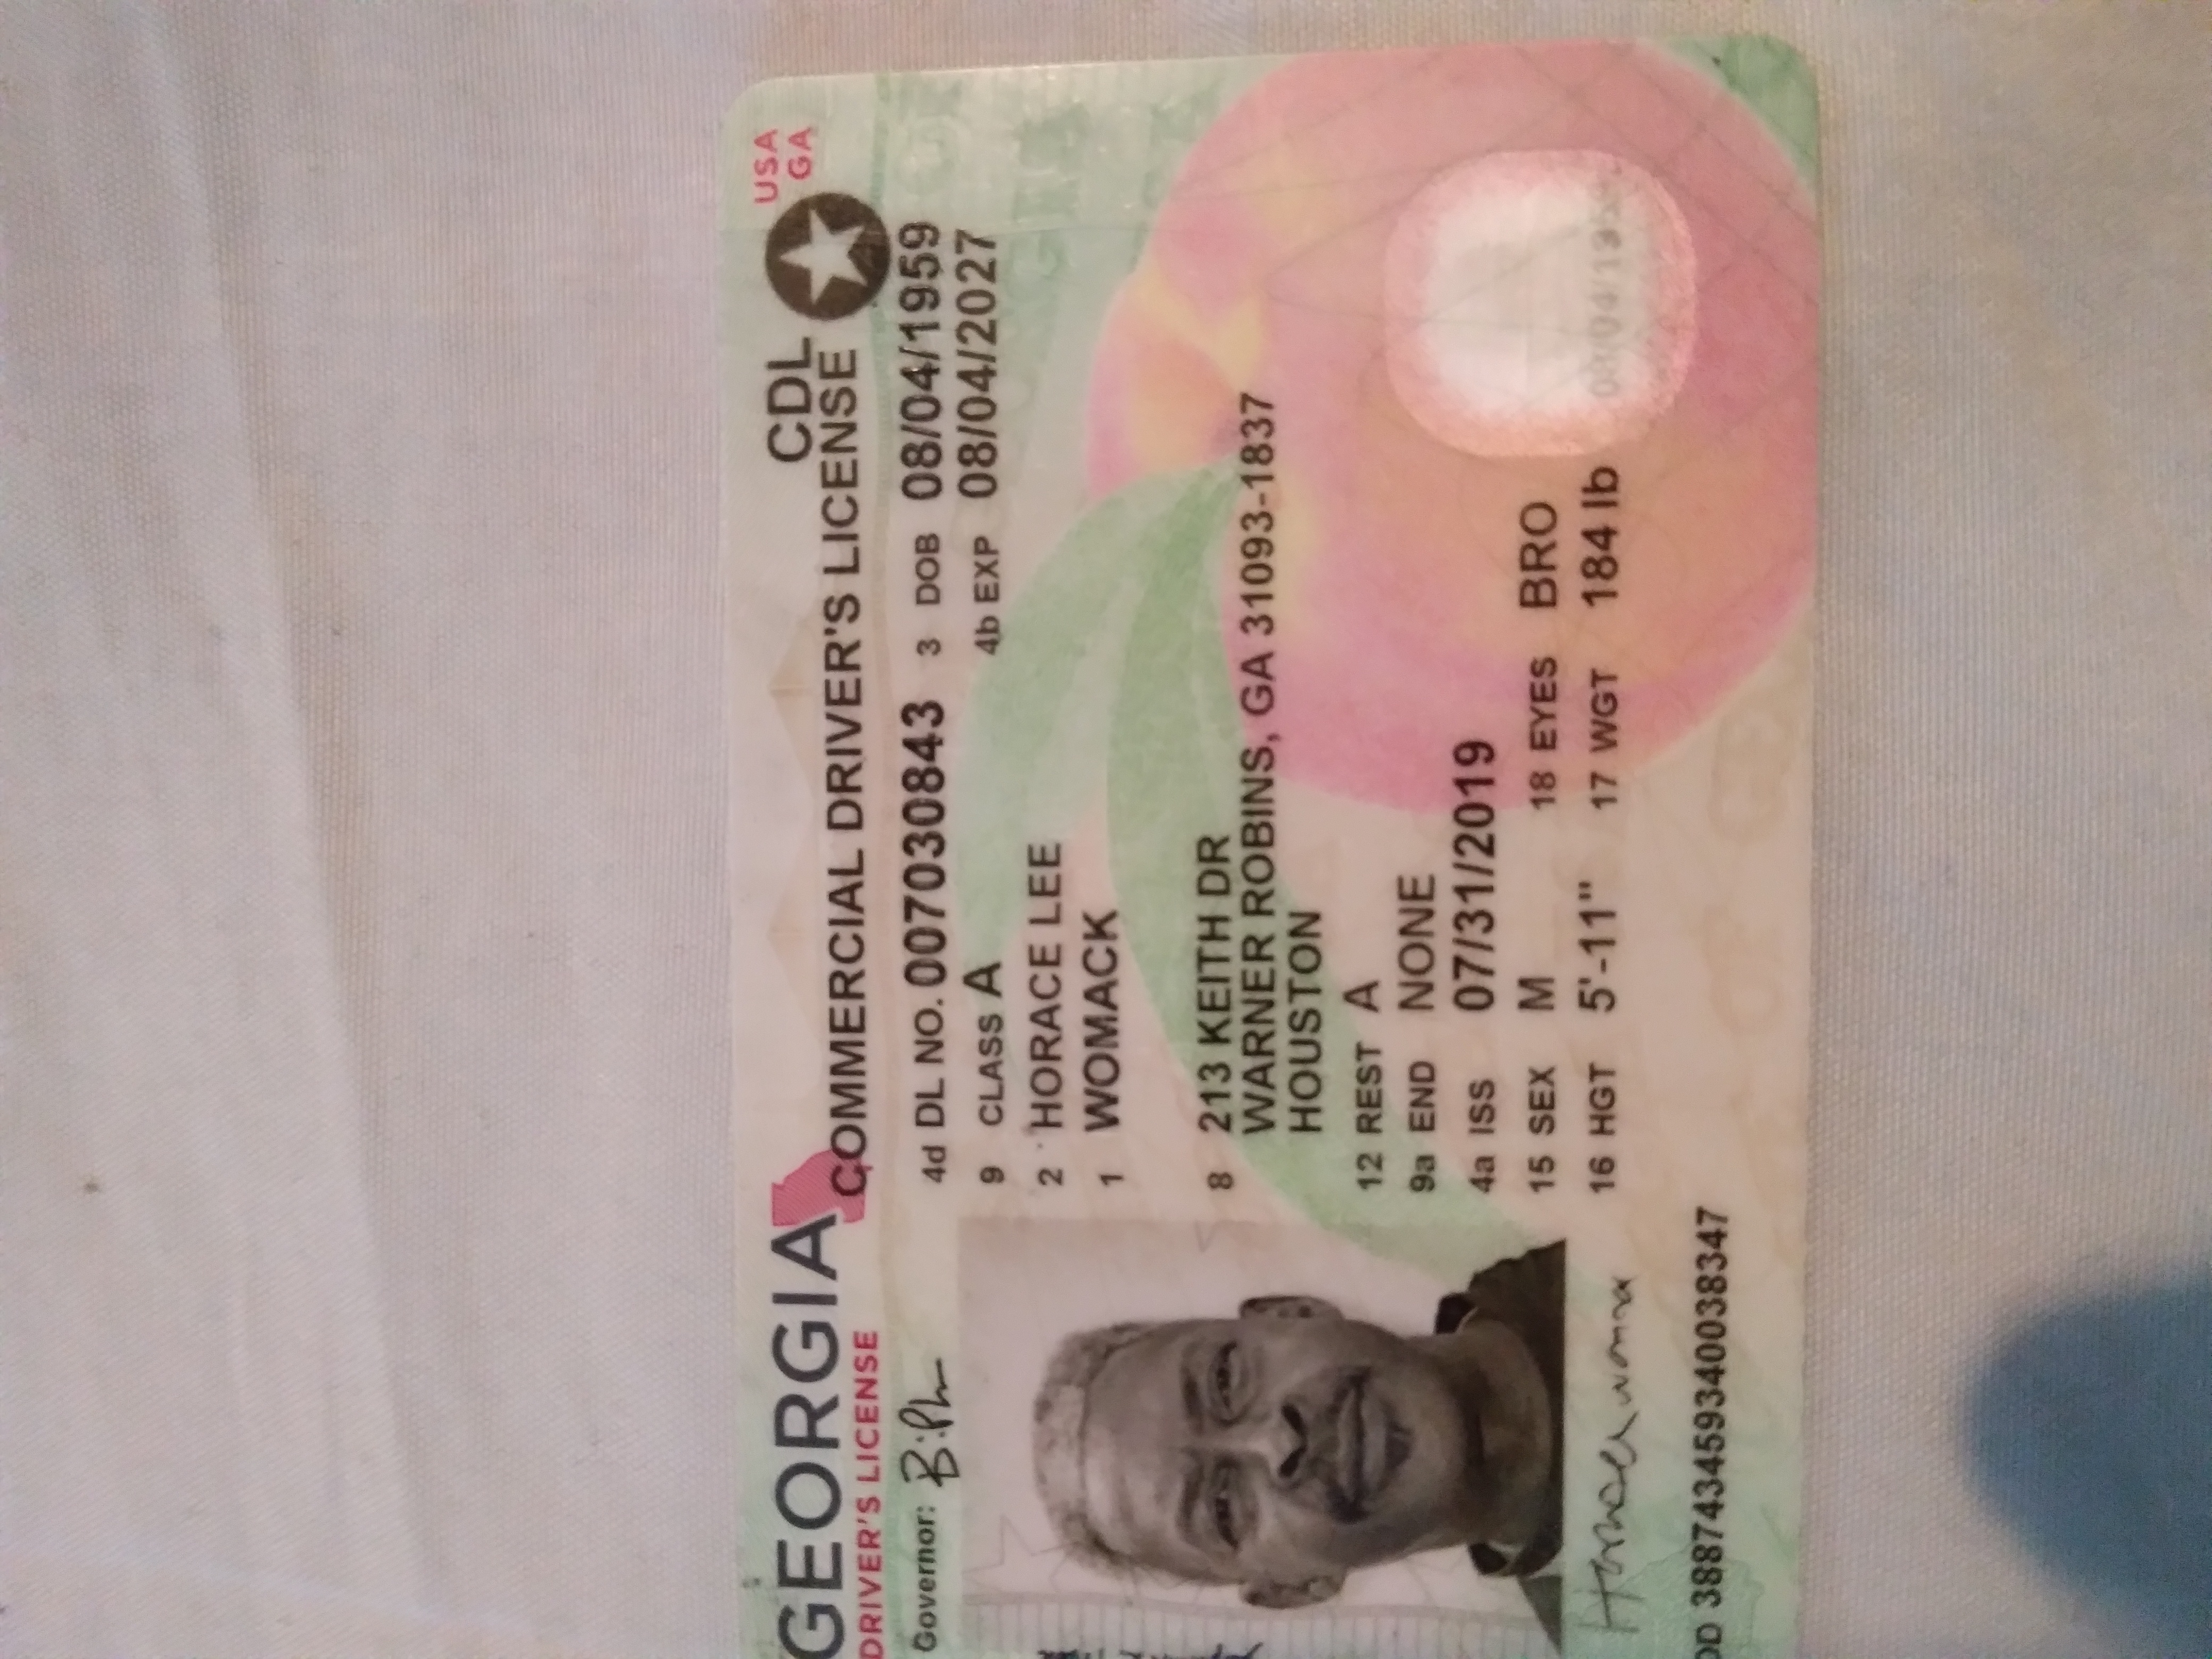 GEORGIA
DRIVER'S LICENSE
USA
GA
CDL
COMMERCIAL DRIVER'S LICENSE
Governor:
4d DL NO. 007030843 3 DOB 08/04/1959
9 CLASS A 4b EXP 08/04/2027
2 HORACE LEE
1 WOMACK
8 213 KEITH DR
WARNER ROBINS, GA 31093-1837
HOUSTON
12 REST A
9a END NONE
4a ISS 07/31/2019
15 SEX M 18 EYES BRO
16 HGT 5'-11" 17 WGT 184 lb
DD 388743459340038347